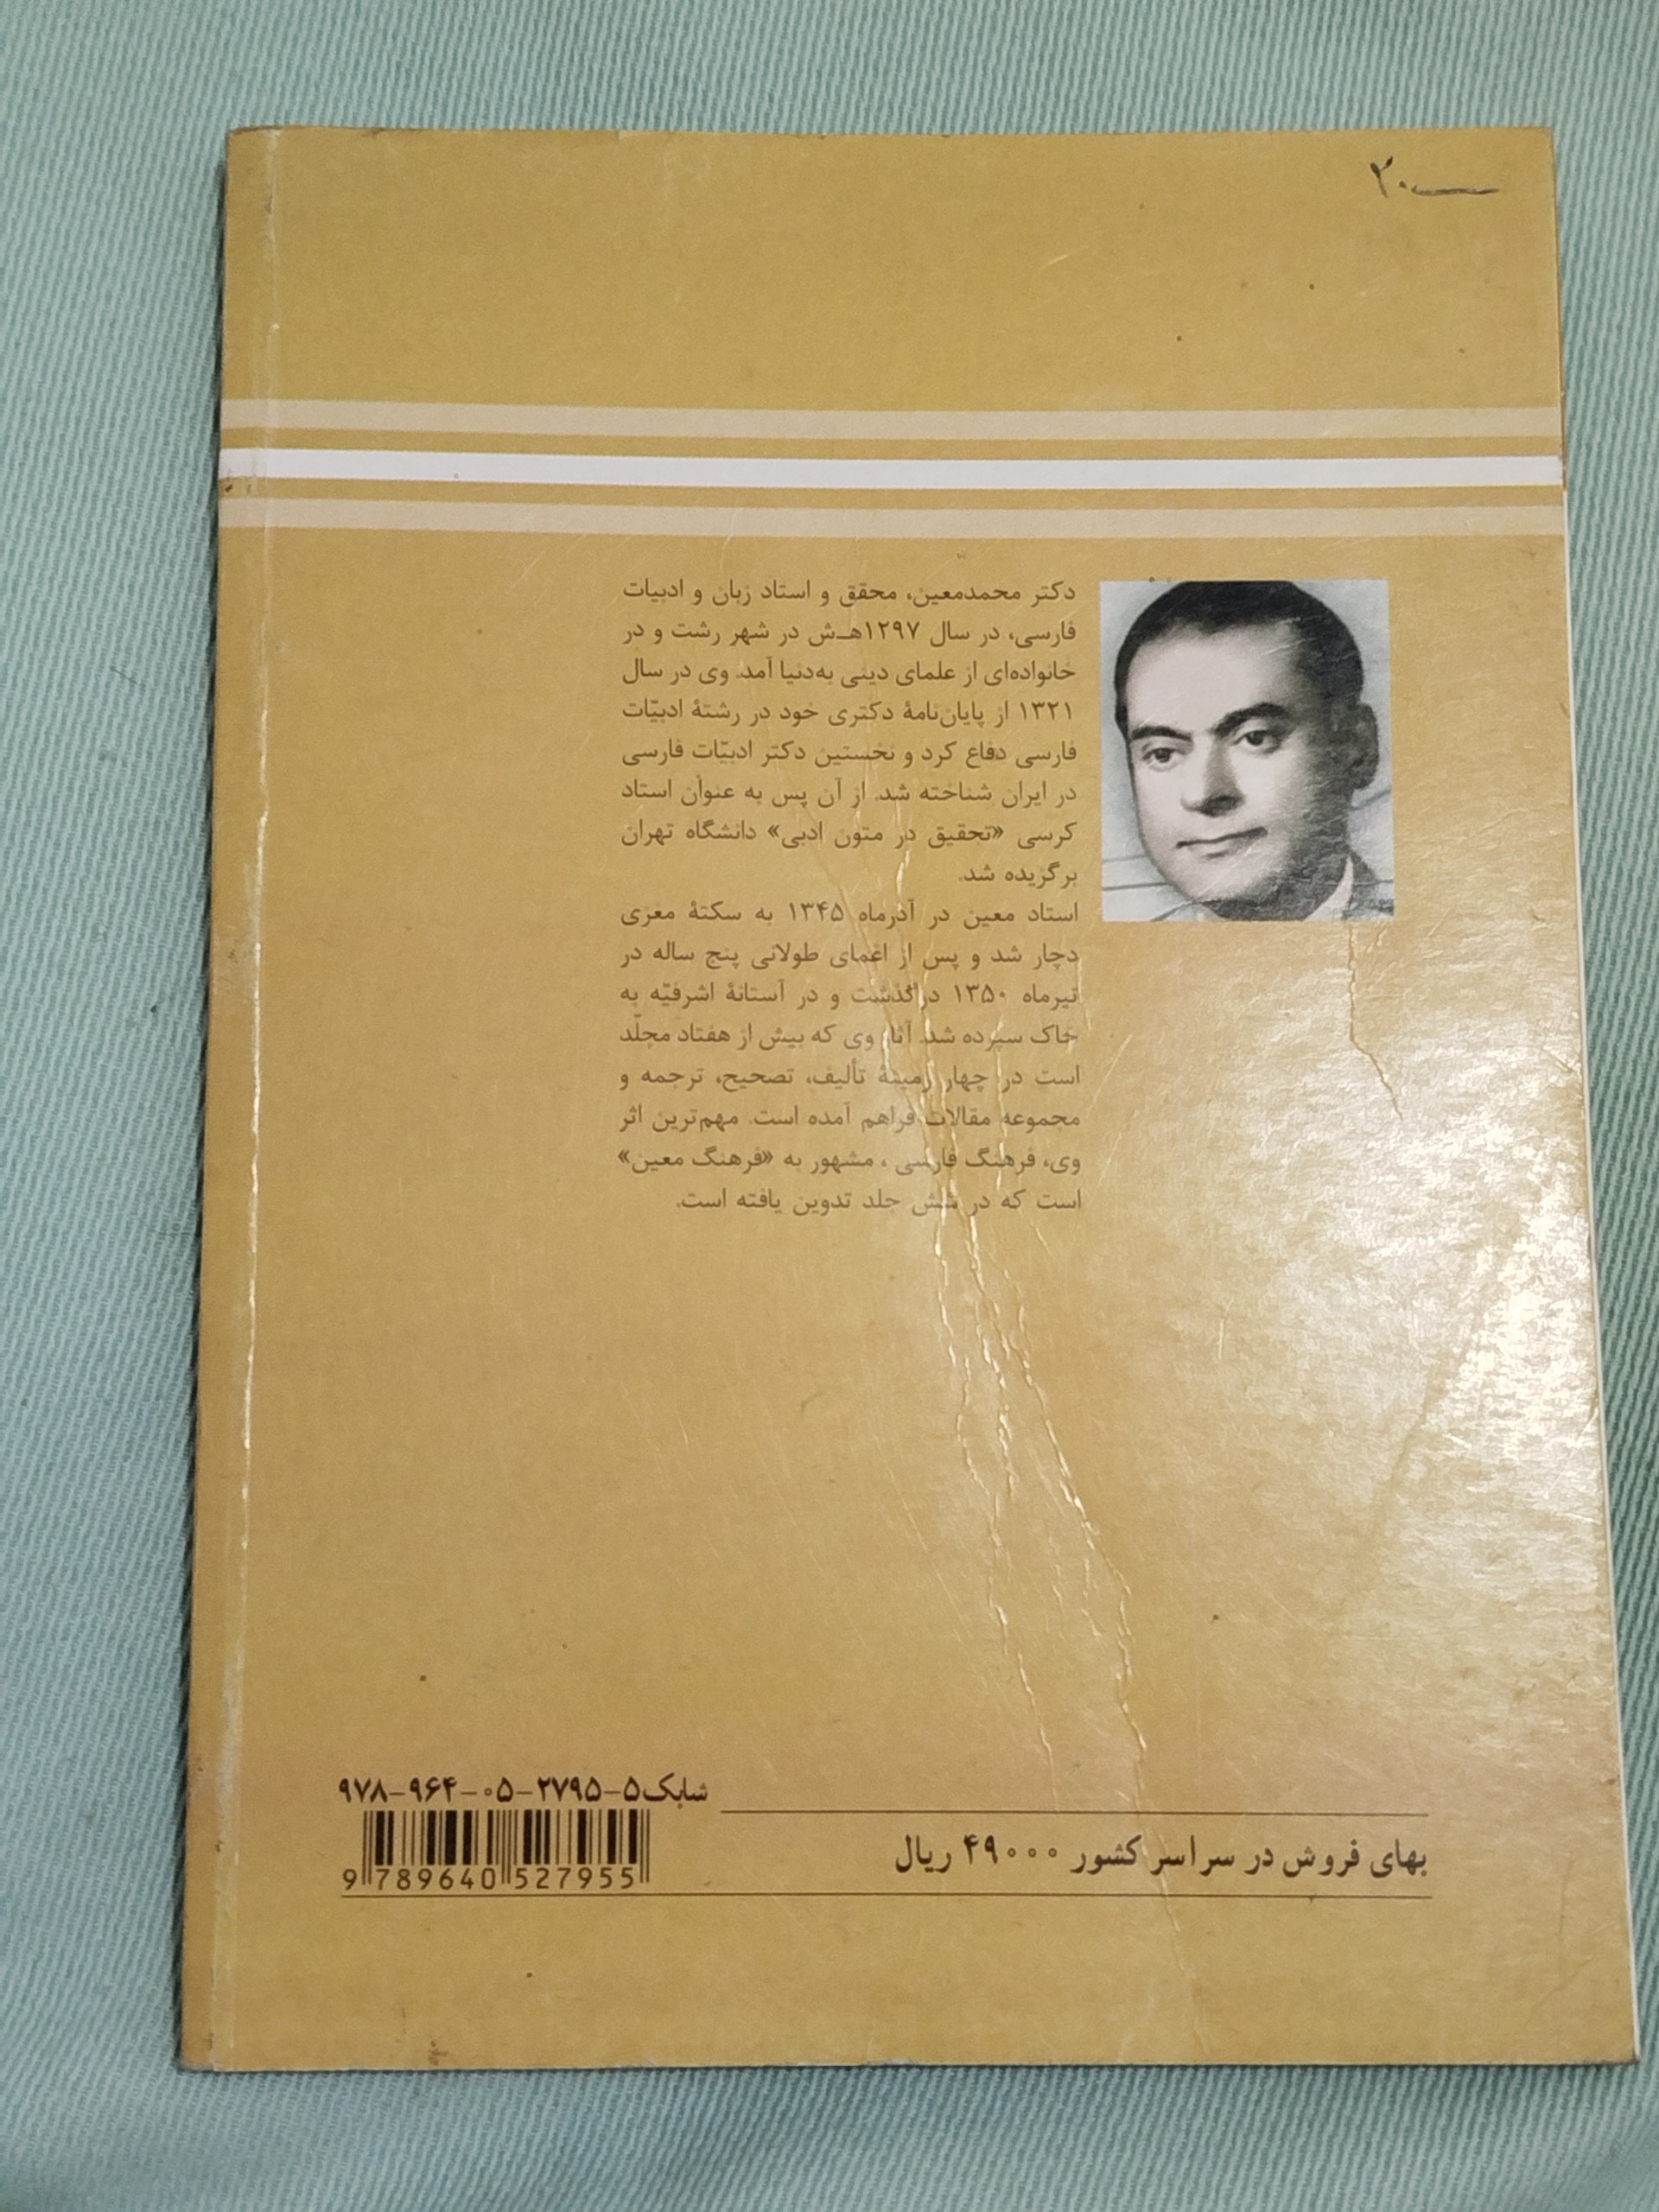 ۲۰
دکتر محمدمعین، محقق و استاد زبان و ادبیات
فارسی، در سال ۱۲۹۷هـ‌ش در شهر رشت و در
خانواده‌ای از علمای دینی به‌دنیا آمد. وی در سال
۱۳۲۱ از پایان‌نامهٔ دکتری خود در رشتهٔ ادبیّات
فارسی دفاع کرد و نخستین دکتر ادبیّات فارسی
در ایران شناخته شد. از آن پس به عنوان استاد
کرسی «تحقیق در متون ادبی» دانشگاه تهران
برگزیده شد.
استاد معین در آذرماه ۱۳۴۵ به سکتهٔ مغزی
دچار شد و پس از اغمای طولانی پنج ساله در
تیرماه ۱۳۵۰ درگذشت و در آستانهٔ اشرفیّه به
خاک سپرده شد. آثار وی که بیش از هفتاد مجلّد
است در چهار زمینهٔ تألیف، تصحیح، ترجمه و
مجموعه مقالات فراهم آمده است. مهم‌ترین اثر
وی، فرهنگ فارسی، مشهور به «فرهنگ معین»
است که در شش جلد تدوین یافته است.
شابک ۵-۲۷۹۵-۰۵-۹۶۴-۹۷۸
9 789640 527955
بهای فروش در سراسر کشور ۴۹۰۰۰ ریال